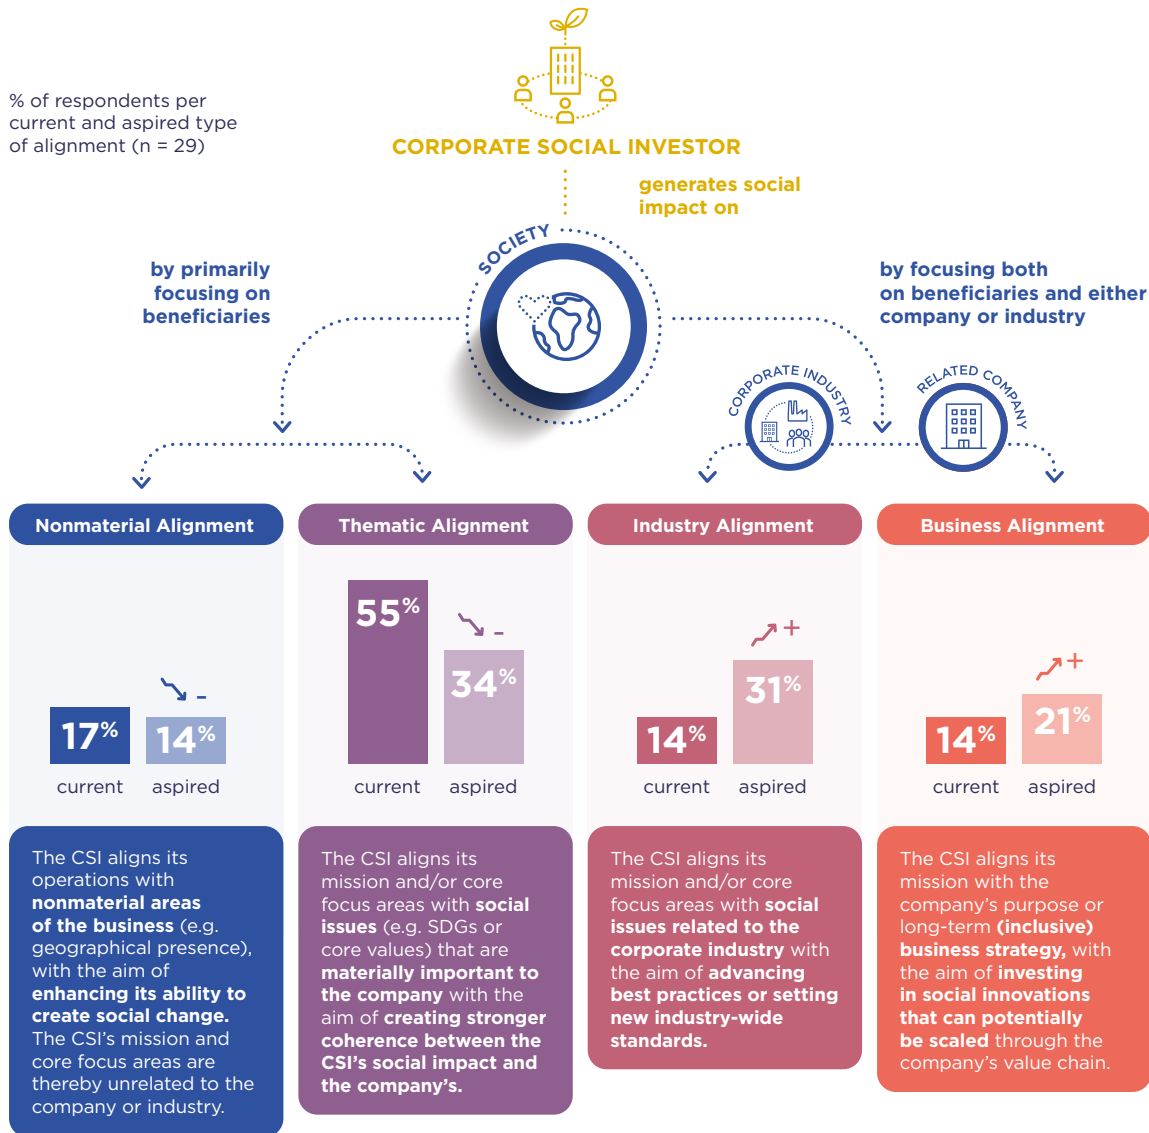 % of respondents per
current and aspired type
of alignment (n = 29)
CORPORATE SOCIAL INVESTOR
generates social
impact on
SOCIETY
by primarily
focusing on
beneficiaries
by focusing both
on beneficiaries and either
company or industry
CORPORATE INDUSTRY
RELATED COMPANY
Nonmaterial Alignment
17%
14%
current
aspired
The CSI aligns its
operations with
nonmaterial areas
of the business (e.g.
geographical presence),
with the aim of
enhancing its ability to
create social change.
The CSI’s mission and
core focus areas are
thereby unrelated to the
company or industry.
Thematic Alignment
55%
34%
current
aspired
The CSI aligns its
mission and/or core
focus areas with social
issues (e.g. SDGs or
core values) that are
materially important to
the company with the
aim of creating stronger
coherence between the
CSI’s social impact and
the company’s.
Industry Alignment
14%
31%
current
aspired
The CSI aligns its
mission and/or core
focus areas with social
issues related to the
corporate industry with
the aim of advancing
best practices or setting
new industry-wide
standards.
Business Alignment
14%
21%
current
aspired
The CSI aligns its
mission with the
company’s purpose or
long-term (inclusive)
business strategy, with
the aim of investing
in social innovations
that can potentially
be scaled through the
company’s value chain.